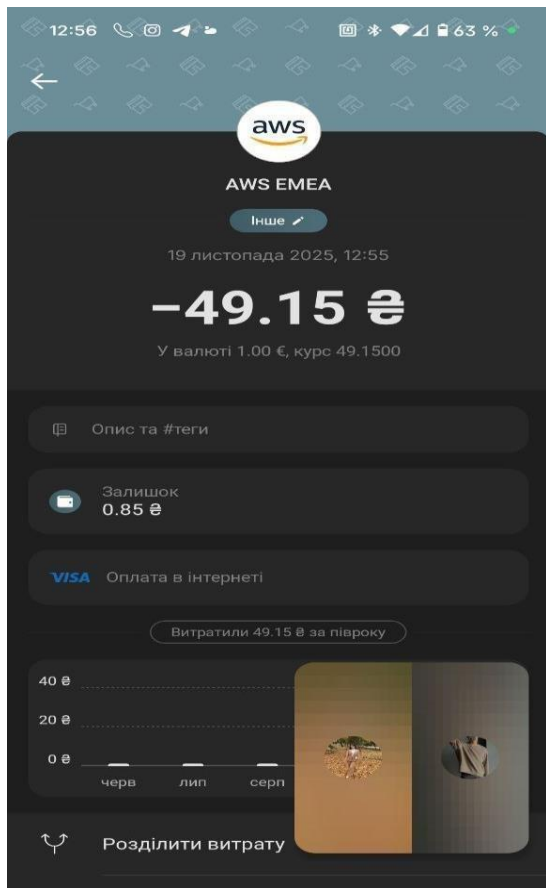 12:56
63 %
aws
AWS EMEA
Інше
19 листопада 2025, 12:55
−49.15 ₴
У валюті 1.00 €, курс 49.1500
Опис та #теги
Залишок
0.85 ₴
VISA Оплата в інтернеті
Витратили 49.15 ₴ за півроку
40 ₴
20 ₴
0 ₴
черв лип серп
Розділити витрату